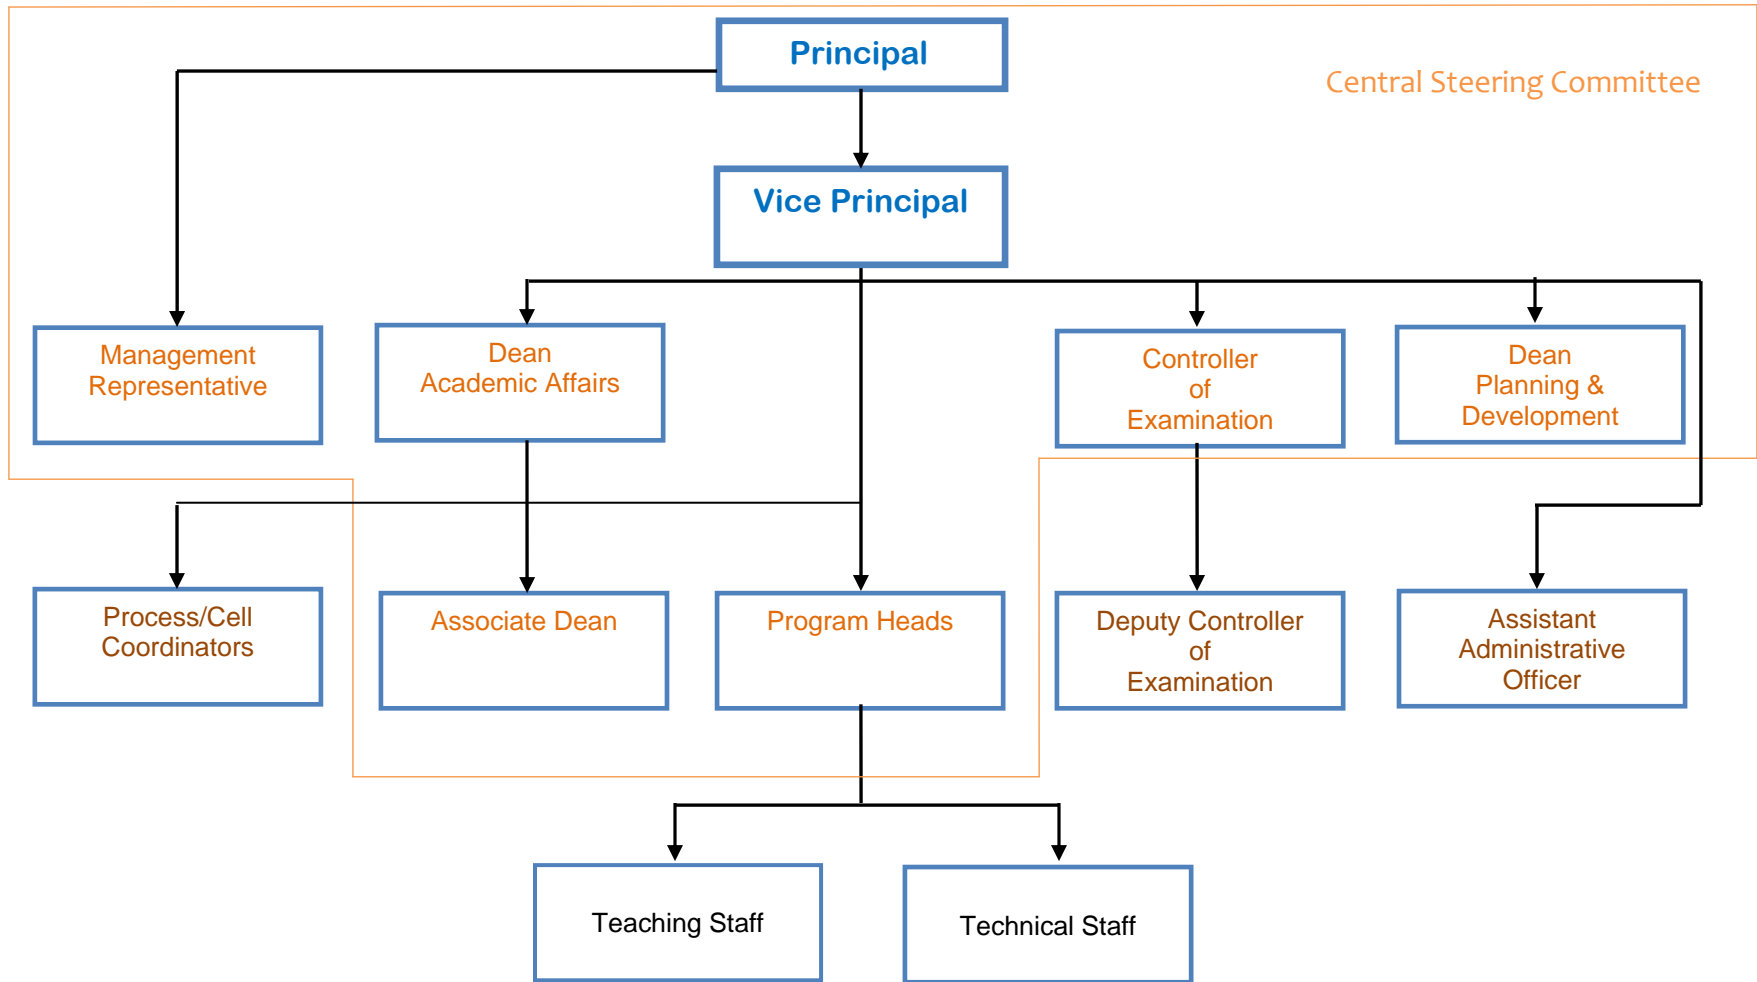 Principal
Central Steering Committee
Vice Principal
Management
Representative
Dean
Academic Affairs
Controller
of
Examination
Dean
Planning &
Development
Process/Cell
Coordinators
Associate Dean
Program Heads
Deputy Controller
of
Examination
Assistant
Administrative
Officer
Teaching Staff
Technical Staff